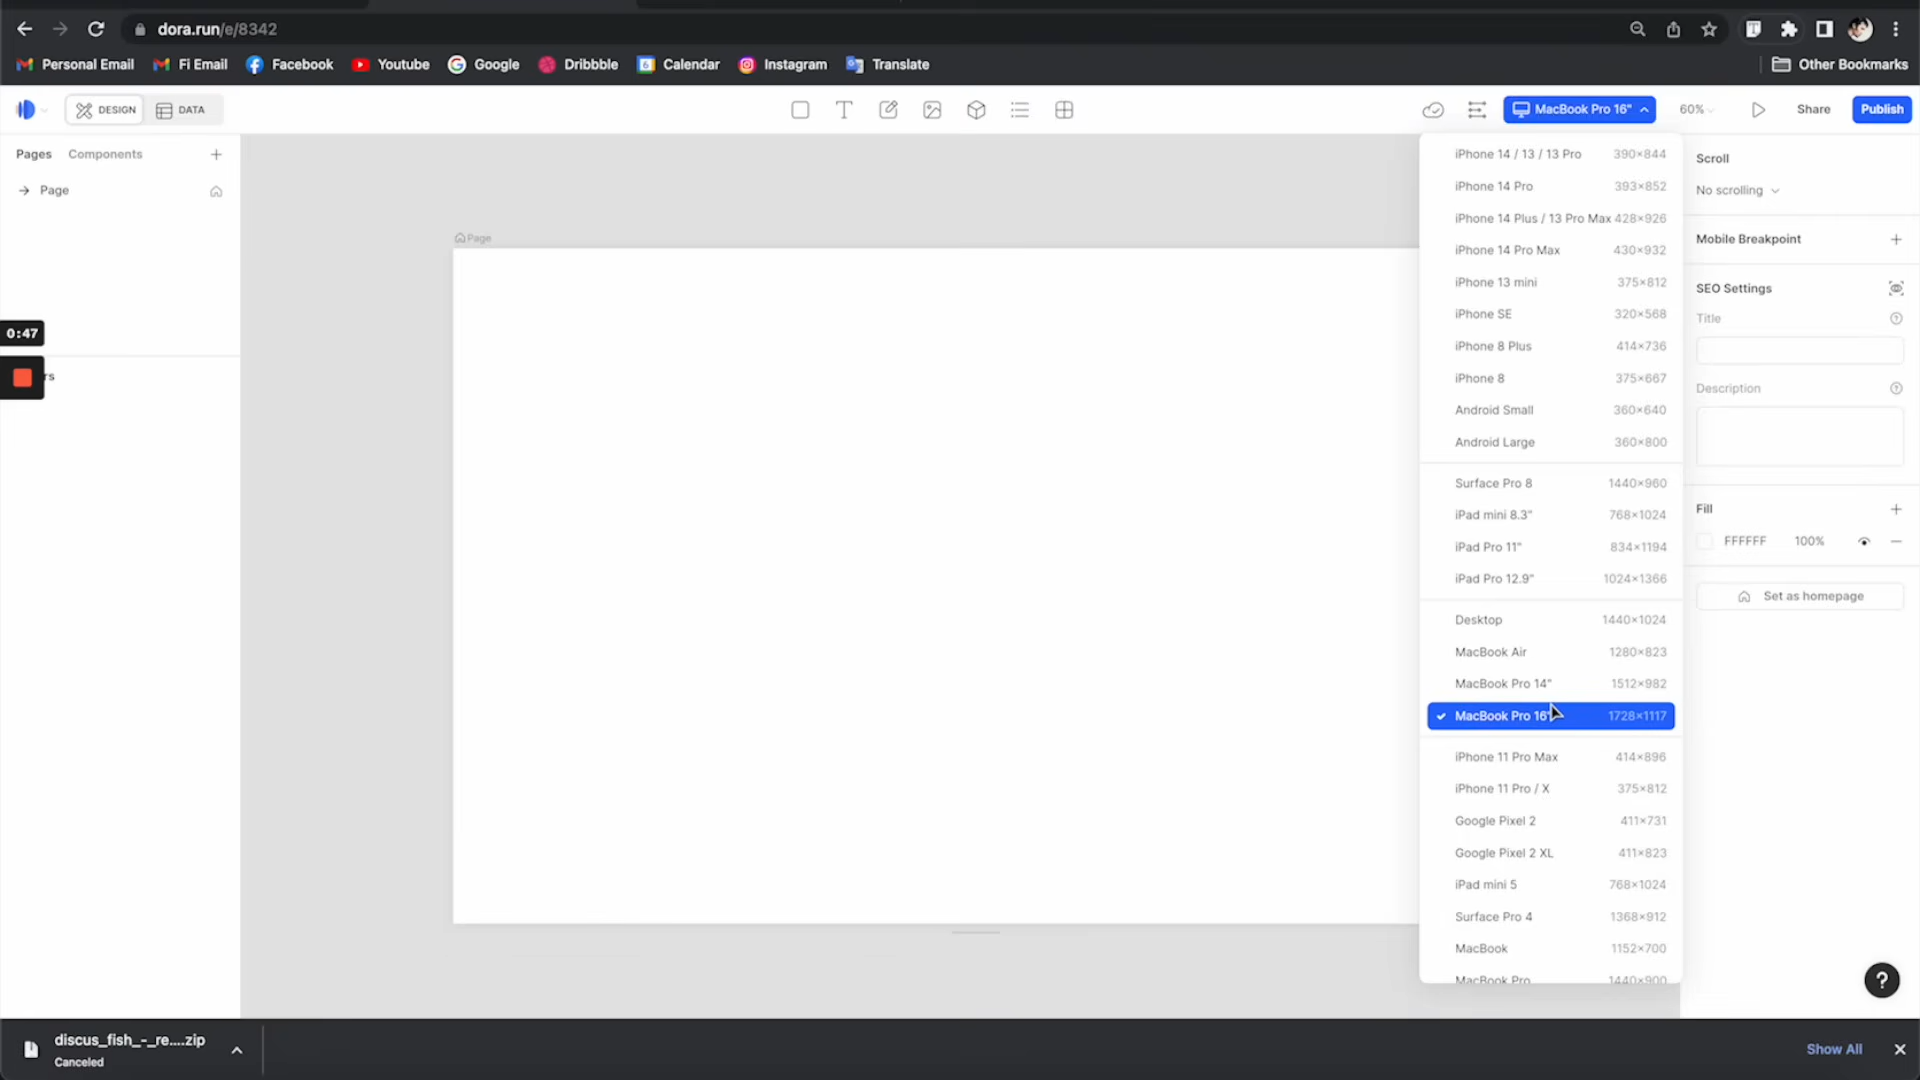 dora.run/e/8342
Personal Email Fi Email Facebook Youtube Google Dribbble 6 Calendar Instagram Translate Other Bookmarks
DESIGN DATA MacBook Pro 16" 60% Share Publish
Pages Components
Page
0:47
rs
Page
iPhone 14 / 13 / 13 Pro 390×844
iPhone 14 Pro 393×852
iPhone 14 Plus / 13 Pro Max 428×926
iPhone 14 Pro Max 430×932
iPhone 13 mini 375×812
iPhone SE 320×568
iPhone 8 Plus 414×736
iPhone 8 375×667
Android Small 360×640
Android Large 360×800
Surface Pro 8 1440×960
iPad mini 8.3" 768×1024
iPad Pro 11" 834×1194
iPad Pro 12.9" 1024×1366
Desktop 1440×1024
MacBook Air 1280×823
MacBook Pro 14" 1512×982
MacBook Pro 16" 1728×1117
iPhone 11 Pro Max 414×896
iPhone 11 Pro / X 375×812
Google Pixel 2 411×731
Google Pixel 2 XL 411×823
iPad mini 5 768×1024
Surface Pro 4 1368×912
MacBook 1152×700
MacBook Pro 1440×900
Scroll
No scrolling
Mobile Breakpoint
SEO Settings
Title
Description
Fill
FFFFFF 100%
Set as homepage
?
discus_fish_-_re....zip
Canceled
Show All